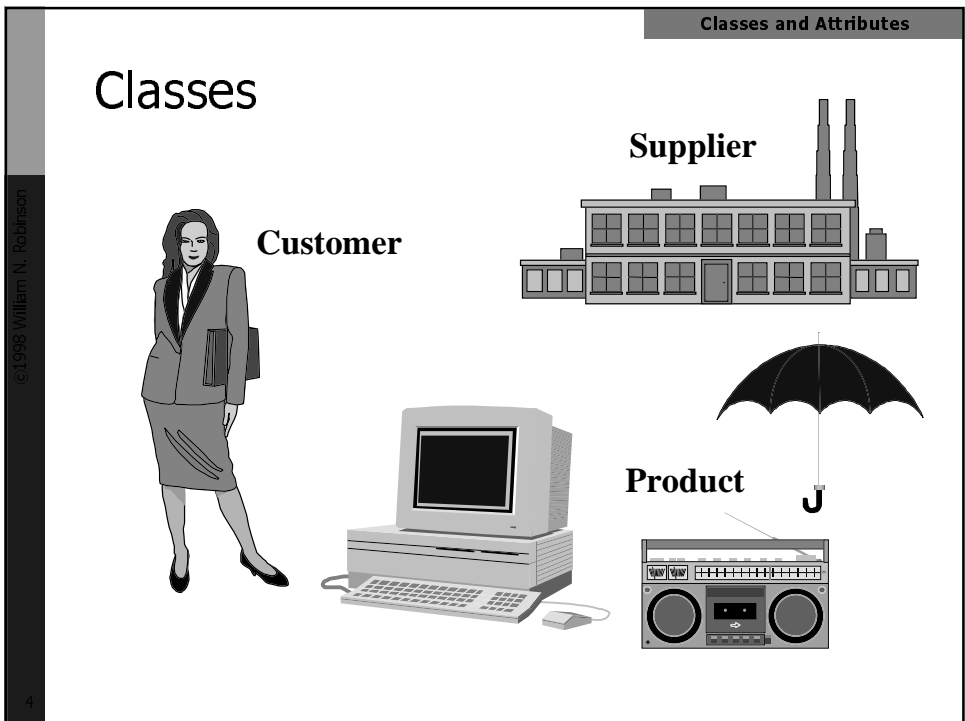 Classes and Attributes
Classes
Supplier
Customer
Product
©1998 William N. Robinson
4